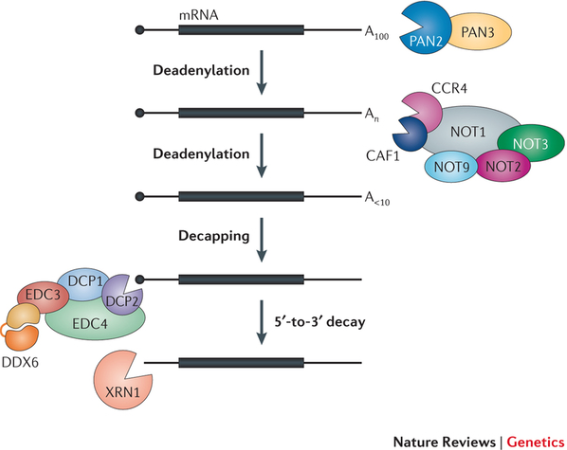 mRNA
A100
PAN2
PAN3
Deadenylation
CCR4
An
NOT1
NOT3
CAF1
Deadenylation
NOT9
NOT2
A<10
Decapping
DCP1
EDC3
DCP2
EDC4
5′-to-3′ decay
DDX6
XRN1
Nature Reviews | Genetics